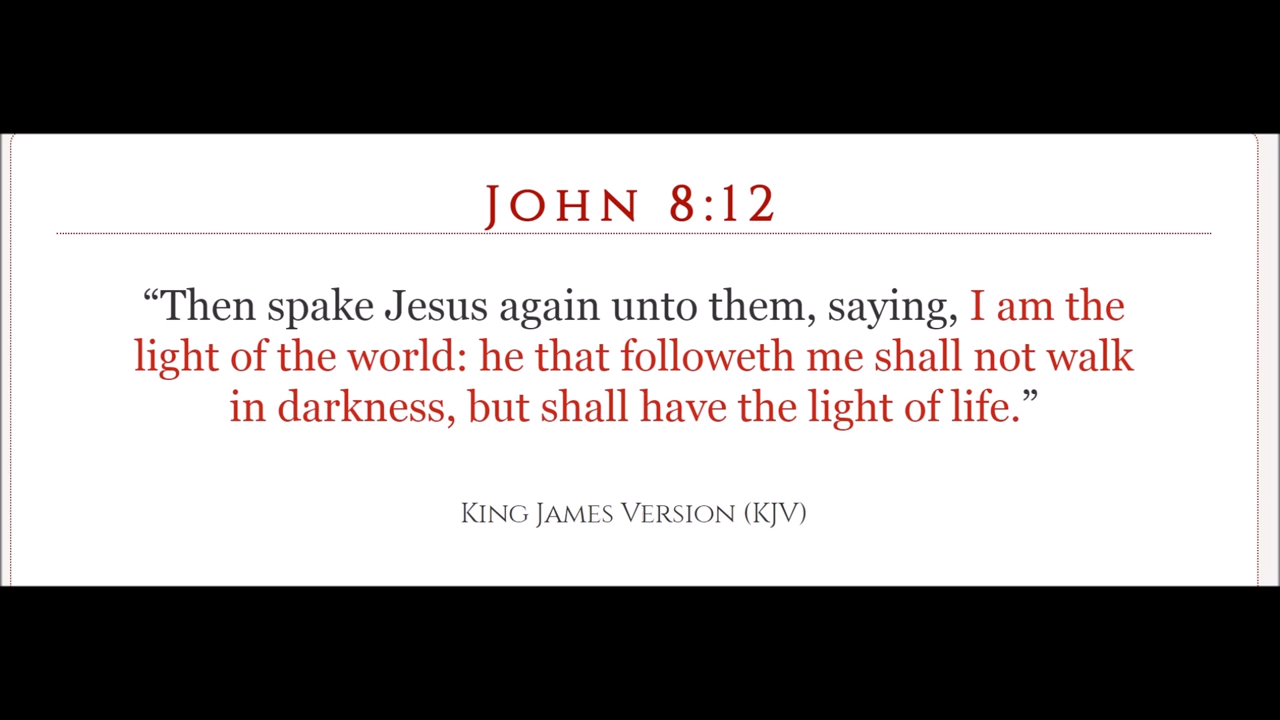 John 8:12
“Then spake Jesus again unto them, saying, I am the
light of the world: he that followeth me shall not walk
in darkness, but shall have the light of life.”
King James Version (KJV)